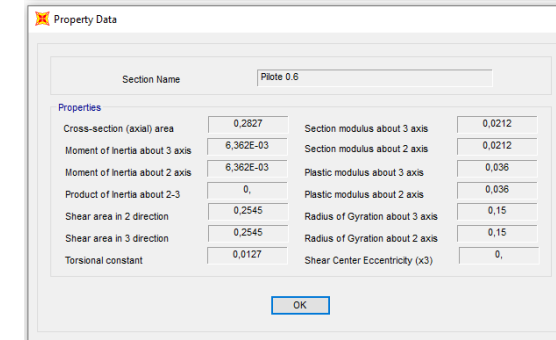 Property Data
Section Name Pilote 0.6
Properties
Cross-section (axial) area 0,2827 Section modulus about 3 axis 0,0212
Moment of Inertia about 3 axis 6,362E-03 Section modulus about 2 axis 0,0212
Moment of Inertia about 2 axis 6,362E-03 Plastic modulus about 3 axis 0,036
Product of Inertia about 2-3 0, Plastic modulus about 2 axis 0,036
Shear area in 2 direction 0,2545 Radius of Gyration about 3 axis 0,15
Shear area in 3 direction 0,2545 Radius of Gyration about 2 axis 0,15
Torsional constant 0,0127 Shear Center Eccentricity (x3) 0,
OK